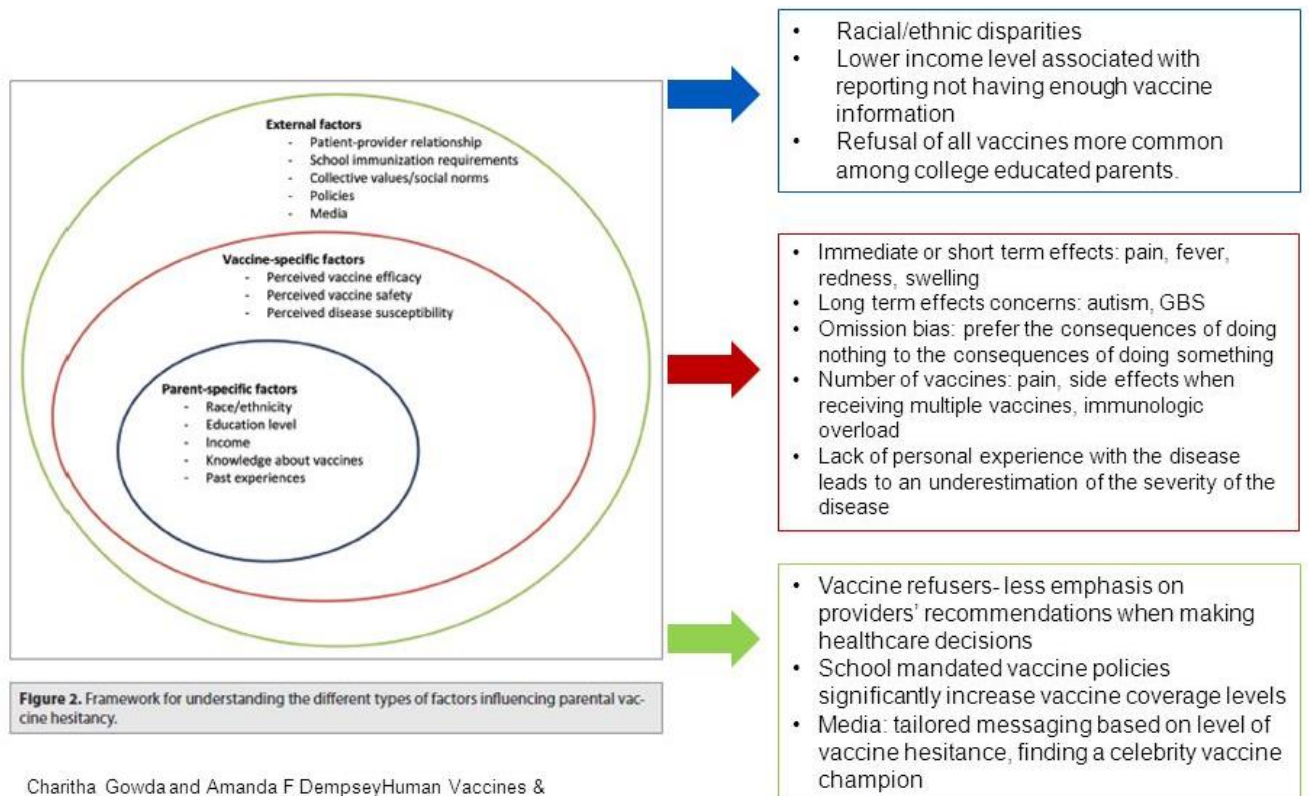 External factors
- Patient-provider relationship
- School immunization requirements
- Collective values/social norms
- Policies
- Media
Vaccine-specific factors
- Perceived vaccine efficacy
- Perceived vaccine safety
- Perceived disease susceptibility
Parent-specific factors
- Race/ethnicity
- Education level
- Income
- Knowledge about vaccines
- Past experiences
Figure 2. Framework for understanding the different types of factors influencing parental vac-
cine hesitancy.
Charitha Gowda and Amanda F DempseyHuman Vaccines &
• Racial/ethnic disparities
• Lower income level associated with
reporting not having enough vaccine
information
• Refusal of all vaccines more common
among college educated parents.
• Immediate or short term effects: pain, fever,
redness, swelling
• Long term effects concerns: autism, GBS
• Omission bias: prefer the consequences of doing
nothing to the consequences of doing something
• Number of vaccines: pain, side effects when
receiving multiple vaccines, immunologic
overload
• Lack of personal experience with the disease
leads to an underestimation of the severity of the
disease
• Vaccine refusers- less emphasis on
providers' recommendations when making
healthcare decisions
• School mandated vaccine policies
significantly increase vaccine coverage levels
• Media: tailored messaging based on level of
vaccine hesitance, finding a celebrity vaccine
champion